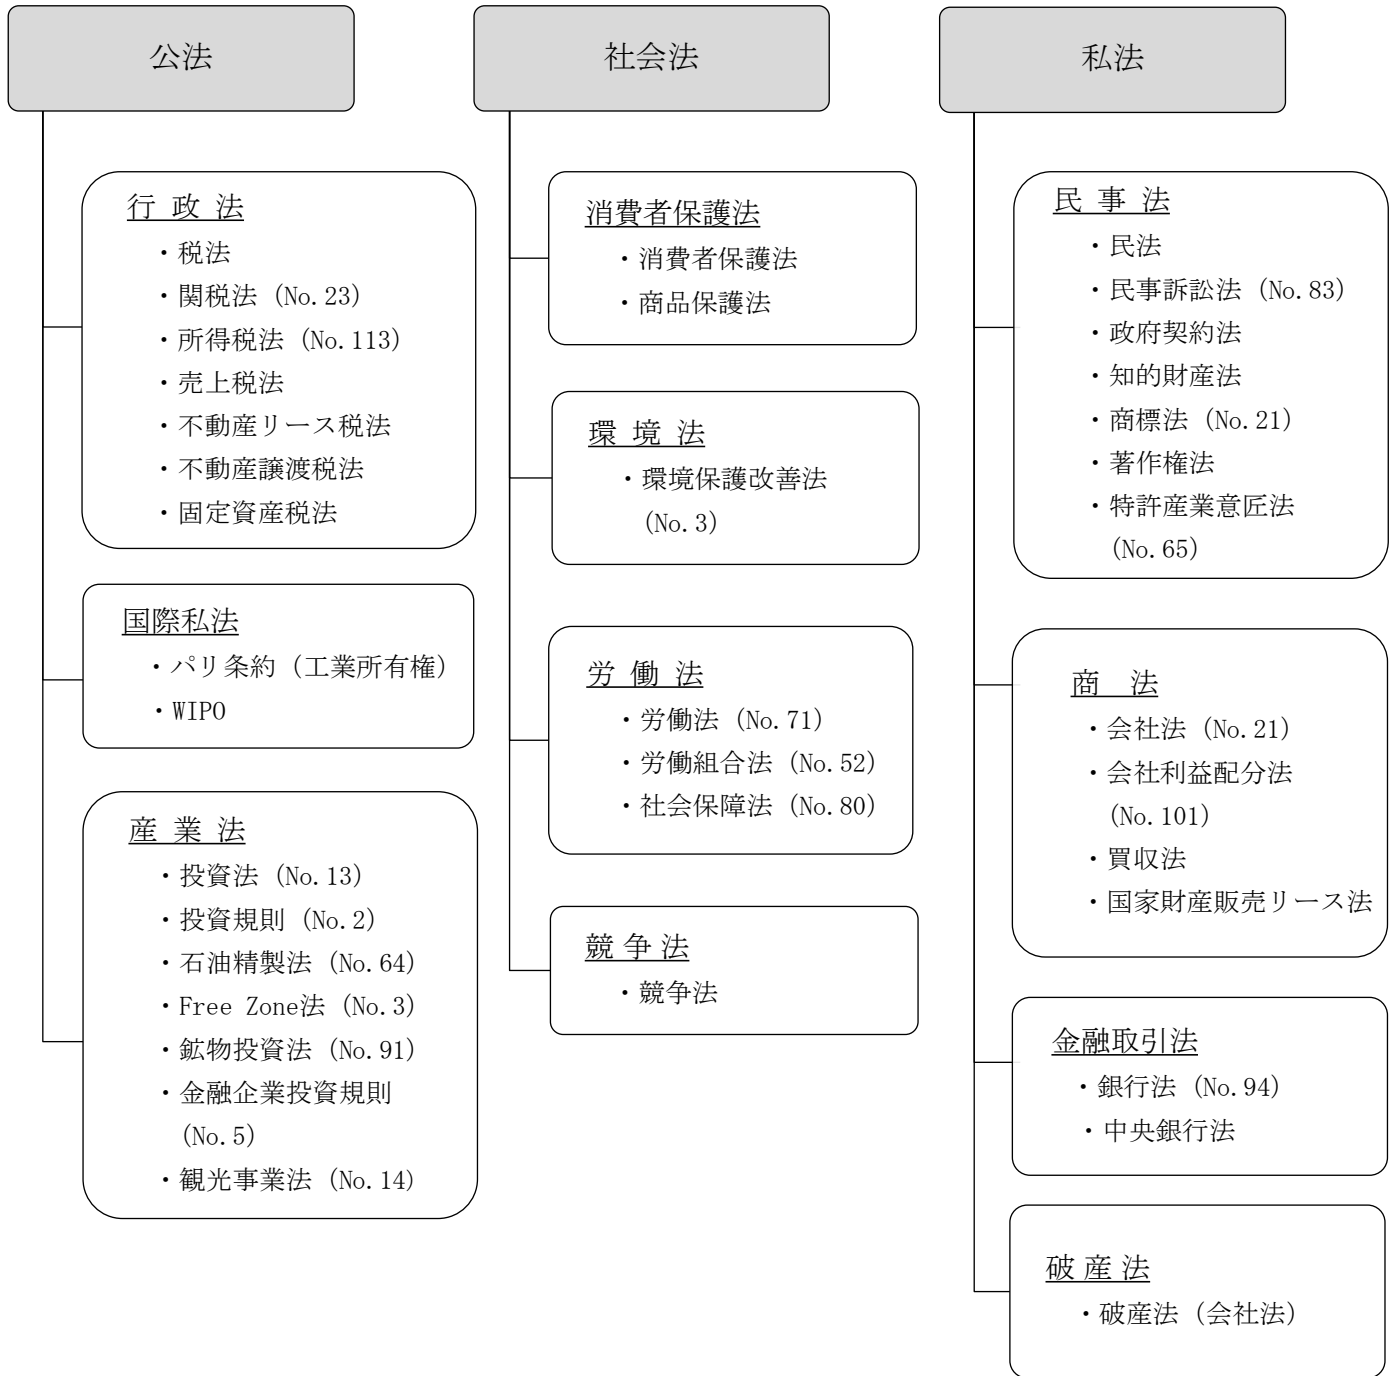 公法
行 政 法
・税法
・関税法 (No.23)
・所得税法 (No.113)
・売上税法
・不動産リース税法
・不動産譲渡税法
・固定資産税法
国際私法
・パリ条約（工業所有権）
・WIPO
産 業 法
・投資法 (No.13)
・投資規則 (No.2)
・石油精製法 (No.64)
・Free Zone法 (No.3)
・鉱物投資法 (No.91)
・金融企業投資規則
(No.5)
・観光事業法 (No.14)
社会法
消費者保護法
・消費者保護法
・商品保護法
環 境 法
・環境保護改善法
(No.3)
労 働 法
・労働法 (No.71)
・労働組合法 (No.52)
・社会保障法 (No.80)
競 争 法
・競争法
私法
民 事 法
・民法
・民事訴訟法 (No.83)
・政府契約法
・知的財産法
・商標法 (No.21)
・著作権法
・特許産業意匠法
(No.65)
商　法
・会社法 (No.21)
・会社利益配分法
(No.101)
・買収法
・国家財産販売リース法
金融取引法
・銀行法 (No.94)
・中央銀行法
破 産 法
・破産法（会社法）